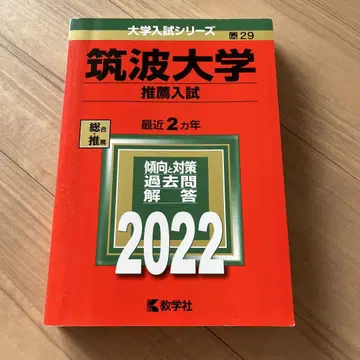 大学入試シリーズ 29
筑波大学
推薦入試
最近2カ年
総合
推薦
傾向と対策
過去問
解答
2022
教学社